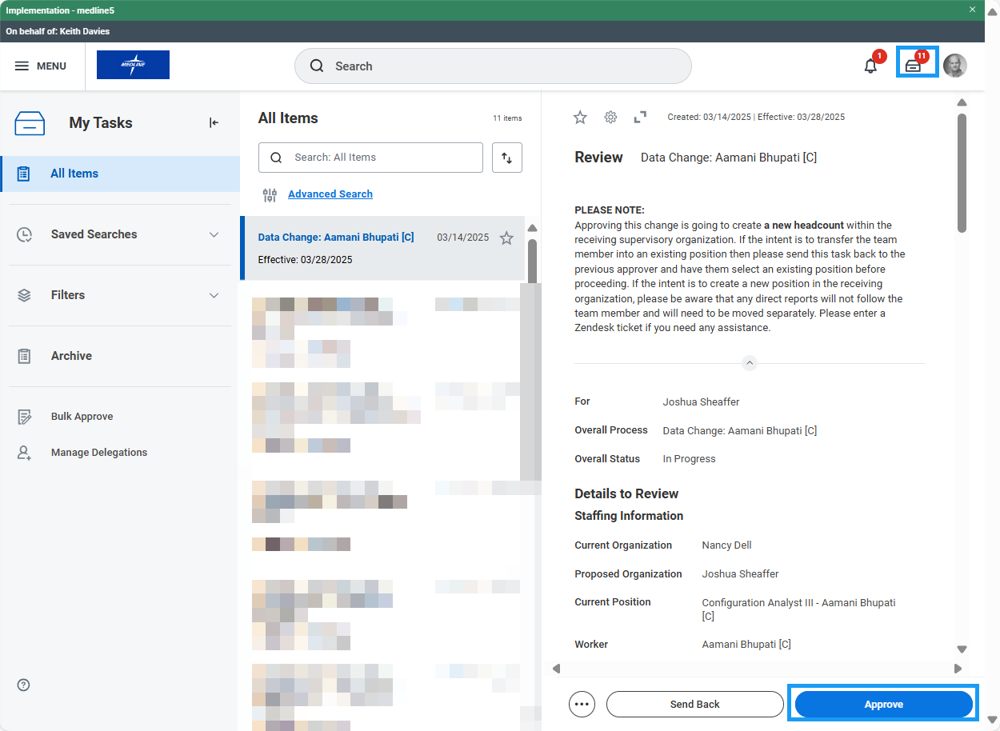 Implementation - medline5
On behalf of: Keith Davies
MENU
MEDLINE
Search
1
11
My Tasks
All Items
Saved Searches
Filters
Archive
Bulk Approve
Manage Delegations
All Items
11 items
Search: All Items
Advanced Search
Data Change: Aamani Bhupati [C]
03/14/2025
Effective: 03/28/2025
Created: 03/14/2025 | Effective: 03/28/2025
Review
Data Change: Aamani Bhupati [C]
PLEASE NOTE:
Approving this change is going to create a new headcount within the
receiving supervisory organization. If the intent is to transfer the team
member into an existing position then please send this task back to the
previous approver and have them select an existing position before
proceeding. If the intent is to create a new position in the receiving
organization, please be aware that any direct reports will not follow the
team member and will need to be moved separately. Please enter a
Zendesk ticket if you need any assistance.
For
Joshua Sheaffer
Overall Process
Data Change: Aamani Bhupati [C]
Overall Status
In Progress
Details to Review
Staffing Information
Current Organization
Nancy Dell
Proposed Organization
Joshua Sheaffer
Current Position
Configuration Analyst III - Aamani Bhupati
[C]
Worker
Aamani Bhupati [C]
Send Back
Approve